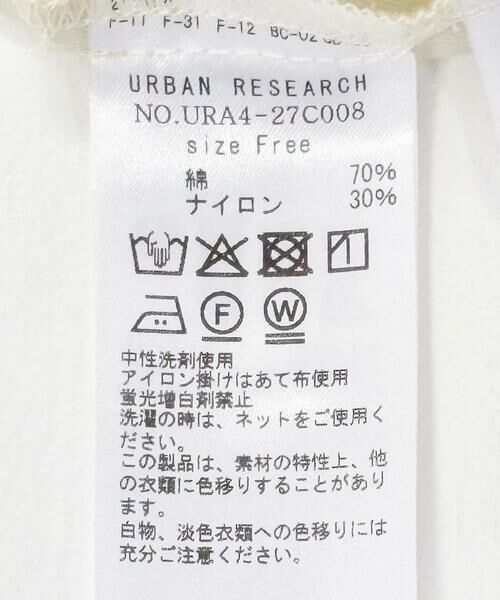 F-11 F-31 F-12 BC-02
URBAN RESEARCH
NO.URA4-27C008
size Free
綿 70%
ナイロン 30%
F W
中性洗剤使用
アイロン掛けはあて布使用
蛍光増白剤禁止
洗濯の時は、ネットをご使用く
ださい。
この製品は、素材の特性上、他
の衣類に色移りすることがあり
ます。
白物、淡色衣類への色移りには
充分ご注意ください。